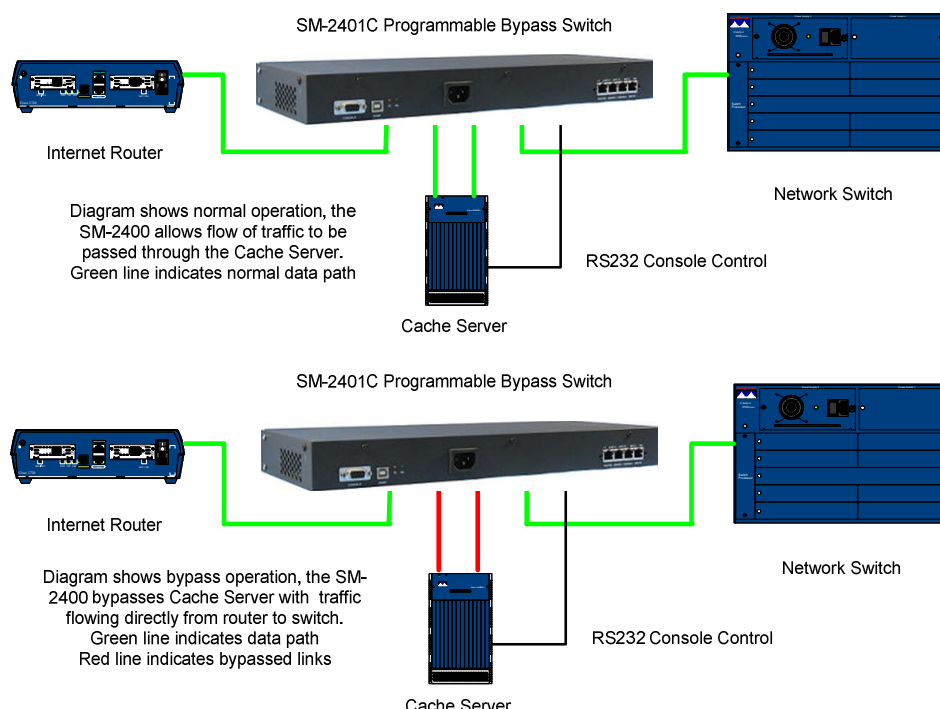 SM-2401C Programmable Bypass Switch
Internet Router
Network Switch
Diagram shows normal operation, the
SM-2400 allows flow of traffic to be
passed through the Cache Server.
Green line indicates normal data path
RS232 Console Control
Cache Server
SM-2401C Programmable Bypass Switch
Internet Router
Network Switch
Diagram shows bypass operation, the SM-
2400 bypasses Cache Server with traffic
flowing directly from router to switch.
Green line indicates data path
Red line indicates bypassed links
RS232 Console Control
Cache Server